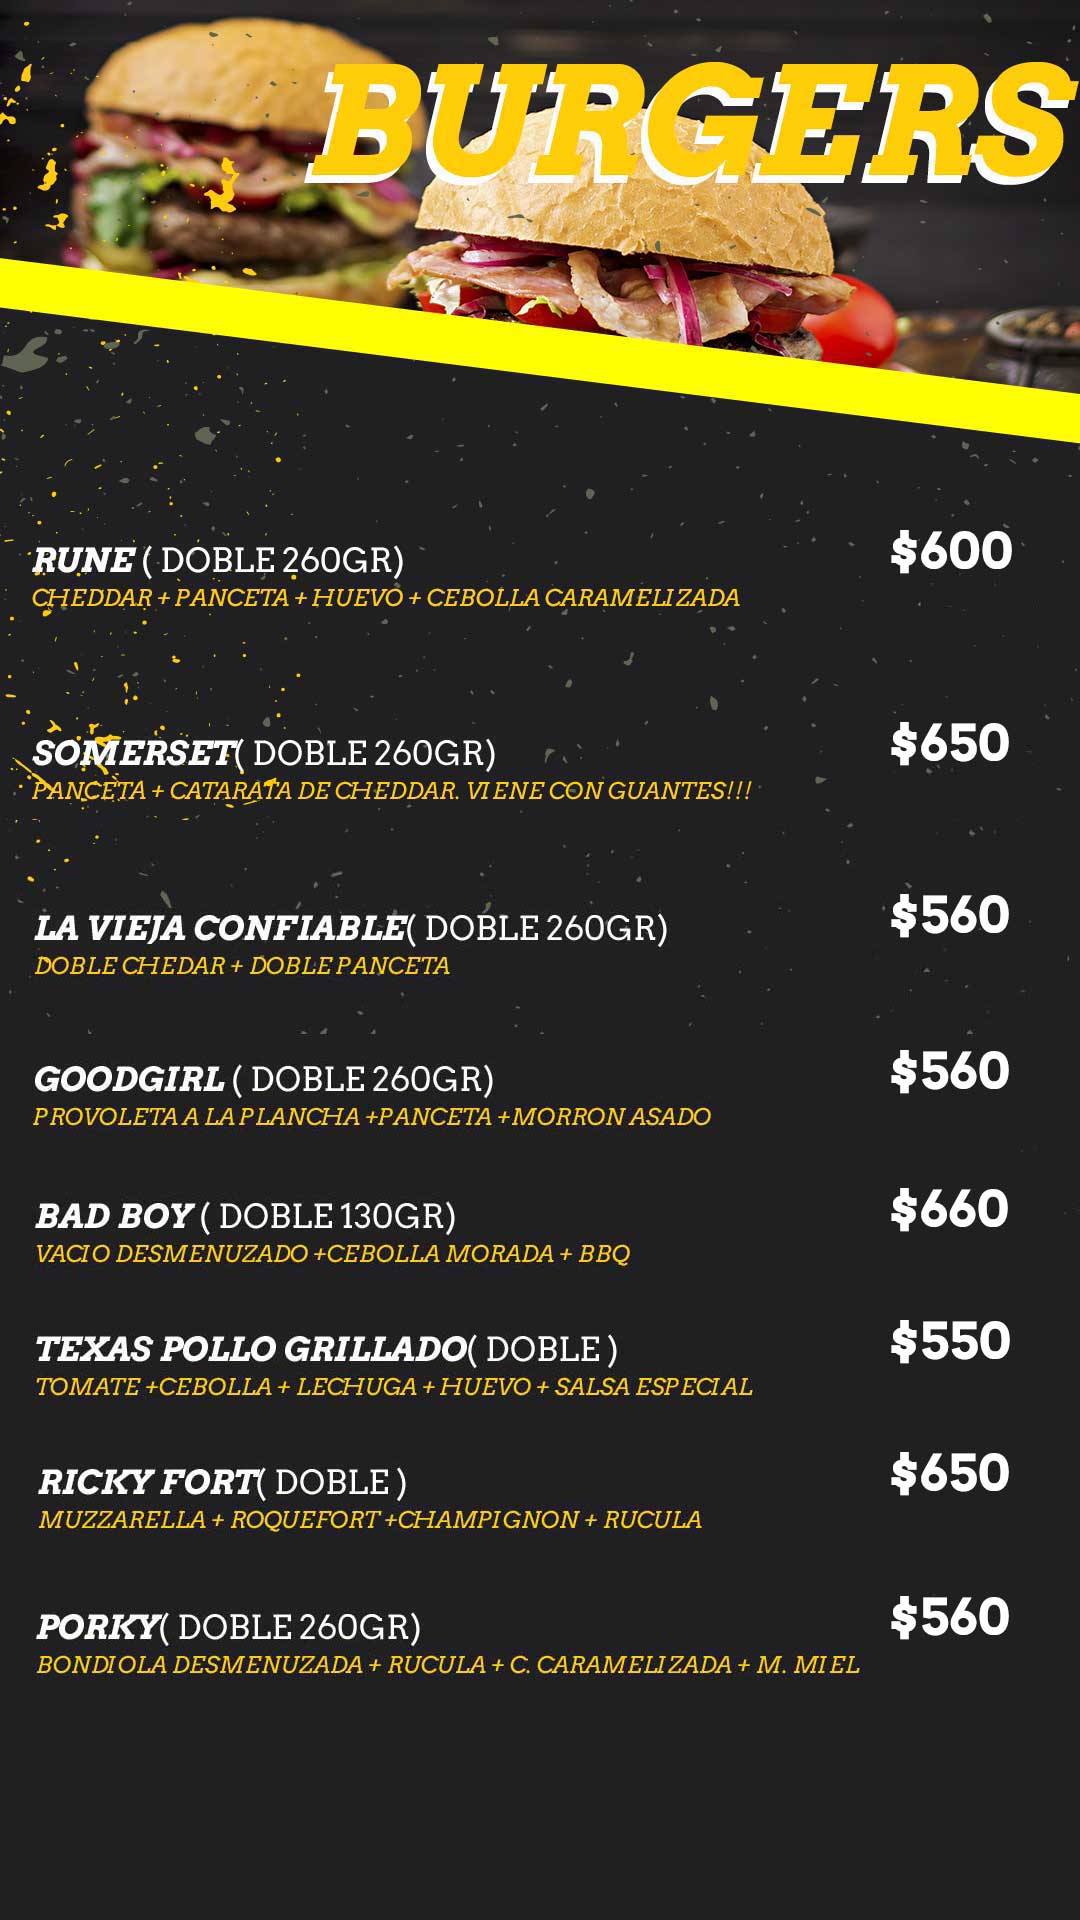 BURGERS
RUNE ( DOBLE 260GR) $600
CHEDDAR + PANCETA + HUEVO + CEBOLLA CARAMELIZADA
SOMERSET( DOBLE 260GR) $650
PANCETA + CATARATA DE CHEDDAR. VIENE CON GUANTES!!!
LA VIEJA CONFIABLE( DOBLE 260GR) $560
DOBLE CHEDAR + DOBLE PANCETA
GOODGIRL ( DOBLE 260GR) $560
PROVOLETA A LA PLANCHA +PANCETA +MORRON ASADO
BAD BOY ( DOBLE 130GR) $660
VACIO DESMENUZADO +CEBOLLA MORADA + BBQ
TEXAS POLLO GRILLADO( DOBLE ) $550
TOMATE +CEBOLLA + LECHUGA + HUEVO + SALSA ESPECIAL
RICKY FORT( DOBLE ) $650
MUZZARELLA + ROQUEFORT +CHAMPIGNON + RUCULA
PORKY( DOBLE 260GR) $560
BONDIOLA DESMENUZADA + RUCULA + C. CARAMELIZADA + M. MIEL